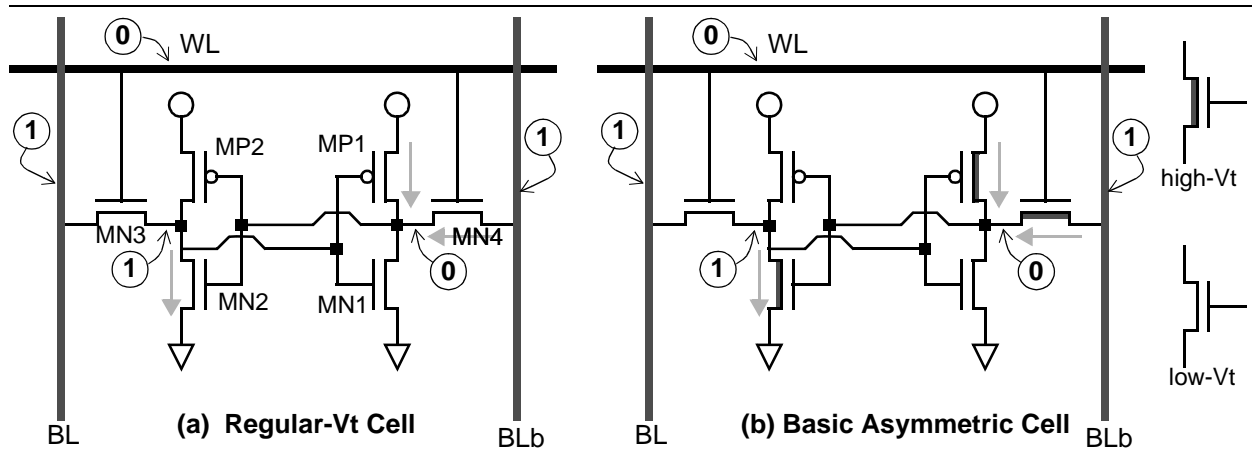 0
WL
1
MP2
MP1
1
MN3
MN4
1
0
MN2
MN1
BL
BLb
(a) Regular-Vt Cell
0
WL
1
1
1
0
BL
BLb
(b) Basic Asymmetric Cell
high-Vt
low-Vt